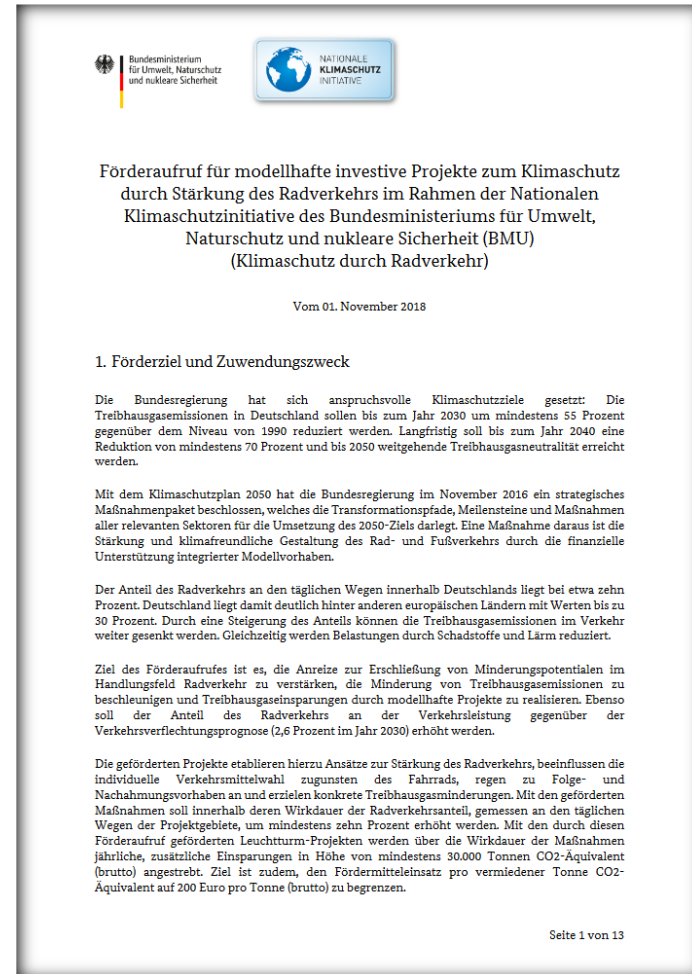 Bundesministerium
für Umwelt, Naturschutz
und nukleare Sicherheit
NATIONALE
KLIMASCHUTZ
INITIATIVE
Förderaufruf für modellhafte investive Projekte zum Klimaschutz
durch Stärkung des Radverkehrs im Rahmen der Nationalen
Klimaschutzinitiative des Bundesministeriums für Umwelt,
Naturschutz und nukleare Sicherheit (BMU)
(Klimaschutz durch Radverkehr)
Vom 01. November 2018
1. Förderziel und Zuwendungszweck
Die Bundesregierung hat sich anspruchsvolle Klimaschutzziele gesetzt: Die
Treibhausgasemissionen in Deutschland sollen bis zum Jahr 2030 um mindestens 55 Prozent
gegenüber dem Niveau von 1990 reduziert werden. Langfristig soll bis zum Jahr 2040 eine
Reduktion von mindestens 70 Prozent und bis 2050 weitgehende Treibhausgasneutralität erreicht
werden.
Mit dem Klimaschutzplan 2050 hat die Bundesregierung im November 2016 ein strategisches
Maßnahmenpaket beschlossen, welches die Transformationspfade, Meilensteine und Maßnahmen
aller relevanten Sektoren für die Umsetzung des 2050-Ziels darlegt. Eine Maßnahme daraus ist die
Stärkung und klimafreundliche Gestaltung des Rad- und Fußverkehrs durch die finanzielle
Unterstützung integrierter Modellvorhaben.
Der Anteil des Radverkehrs an den täglichen Wegen innerhalb Deutschlands liegt bei etwa zehn
Prozent. Deutschland liegt damit deutlich hinter anderen europäischen Ländern mit Werten bis zu
30 Prozent. Durch eine Steigerung des Anteils können die Treibhausgasemissionen im Verkehr
weiter gesenkt werden. Gleichzeitig werden Belastungen durch Schadstoffe und Lärm reduziert.
Ziel des Förderaufrufes ist es, die Anreize zur Erschließung von Minderungspotentialen im
Handlungsfeld Radverkehr zu verstärken, die Minderung von Treibhausgasemissionen zu
beschleunigen und Treibhausgaseinsparungen durch modellhafte Projekte zu realisieren. Ebenso
soll der Anteil des Radverkehrs an der Verkehrsleistung gegenüber der
Verkehrsverflechtungsprognose (2,6 Prozent im Jahr 2030) erhöht werden.
Die geförderten Projekte etablieren hierzu Ansätze zur Stärkung des Radverkehrs, beeinflussen die
individuelle Verkehrsmittelwahl zugunsten des Fahrrads, regen zu Folge- und
Nachahmungsvorhaben an und erzielen konkrete Treibhausgasminderungen. Mit den geförderten
Maßnahmen soll innerhalb deren Wirkdauer der Radverkehrsanteil, gemessen an den täglichen
Wegen der Projektgebiete, um mindestens zehn Prozent erhöht werden. Mit den durch diesen
Förderaufruf geförderten Leuchtturm-Projekten werden über die Wirkdauer der Maßnahmen
jährliche, zusätzliche Einsparungen in Höhe von mindestens 30.000 Tonnen CO2-Äquivalent
(brutto) angestrebt. Ziel ist zudem, den Fördermitteleinsatz pro vermiedener Tonne CO2-
Äquivalent auf 200 Euro pro Tonne (brutto) zu begrenzen.
Seite 1 von 13